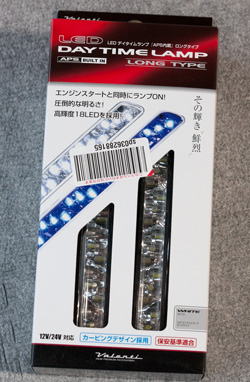 LED
LED デイタイムランプ「APS内蔵」ロングタイプ
DAY TIME LAMP
APS BUILT IN
LONG TYPE
エンジンスタートと同時にランプON!
圧倒的な明るさ!
高輝度18LEDを採用!
その輝き 鮮烈
sp036288165
WHITE
12V/24V 対応
カービングデザイン採用
保安基準適合
Valenti